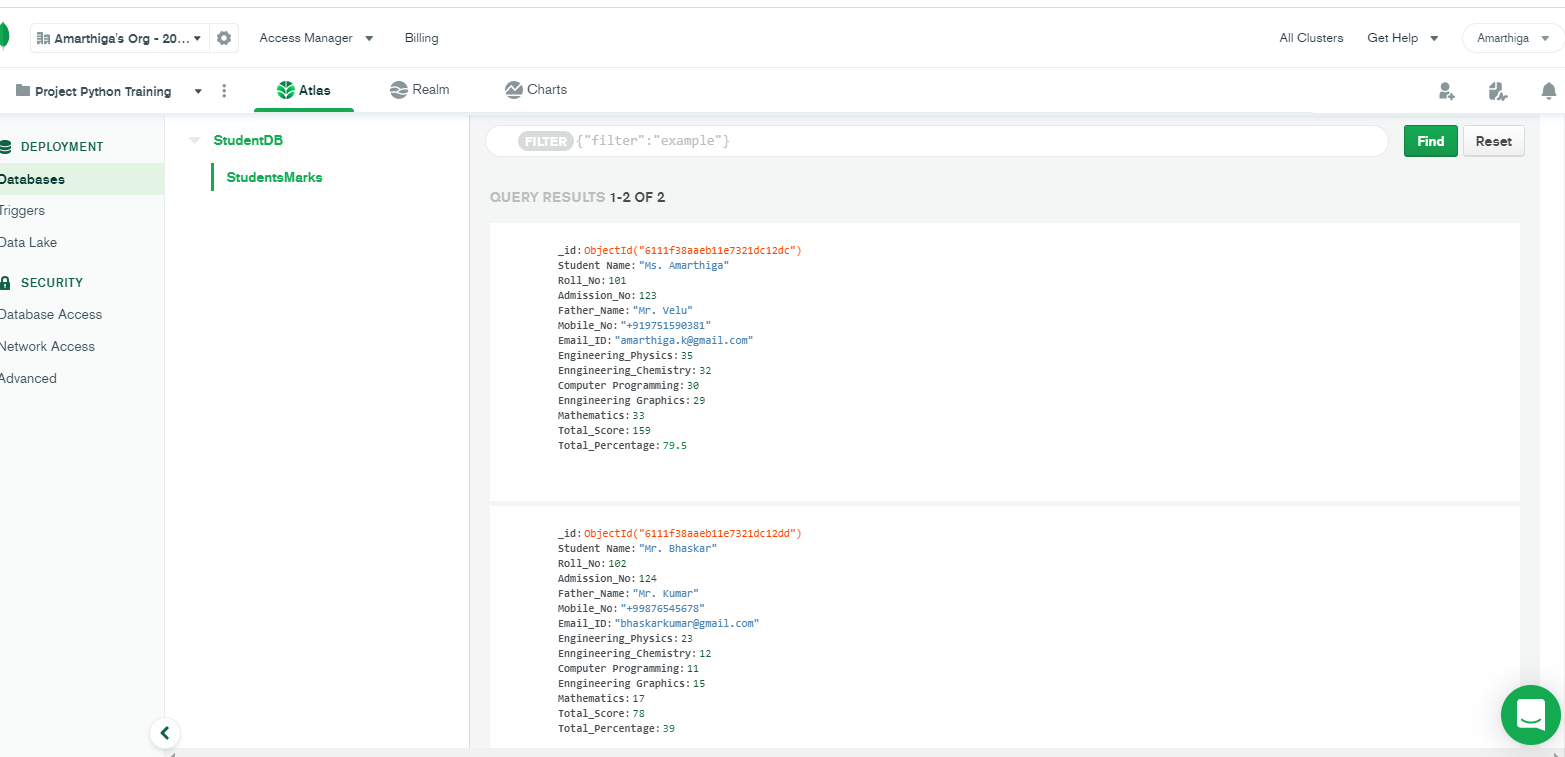 Amarthiga's Org - 20...
Access Manager
Billing
All Clusters
Get Help
Amarthiga
Project Python Training
Atlas
Realm
Charts
DEPLOYMENT
Databases
Triggers
Data Lake
SECURITY
Database Access
Network Access
Advanced
StudentDB
StudentsMarks
FILTER {"filter":"example"}
Find
Reset
QUERY RESULTS 1-2 OF 2
_id: ObjectId("6111f38aaeb11e7321dc12dc")
Student Name: "Ms. Amarthiga"
Roll_No: 101
Admission_No: 123
Father_Name: "Mr. Velu"
Mobile_No: "+919751590381"
Email_ID: "amarthiga.k@gmail.com"
Engineering_Physics: 35
Enngineering_Chemistry: 32
Computer Programming: 30
Enngineering Graphics: 29
Mathematics: 33
Total_Score: 159
Total_Percentage: 79.5
_id: ObjectId("6111f38aaeb11e7321dc12dd")
Student Name: "Mr. Bhaskar"
Roll_No: 102
Admission_No: 124
Father_Name: "Mr. Kumar"
Mobile_No: "+99876545678"
Email_ID: "bhaskarkumar@gmail.com"
Engineering_Physics: 23
Enngineering_Chemistry: 12
Computer Programming: 11
Enngineering Graphics: 15
Mathematics: 17
Total_Score: 78
Total_Percentage: 39